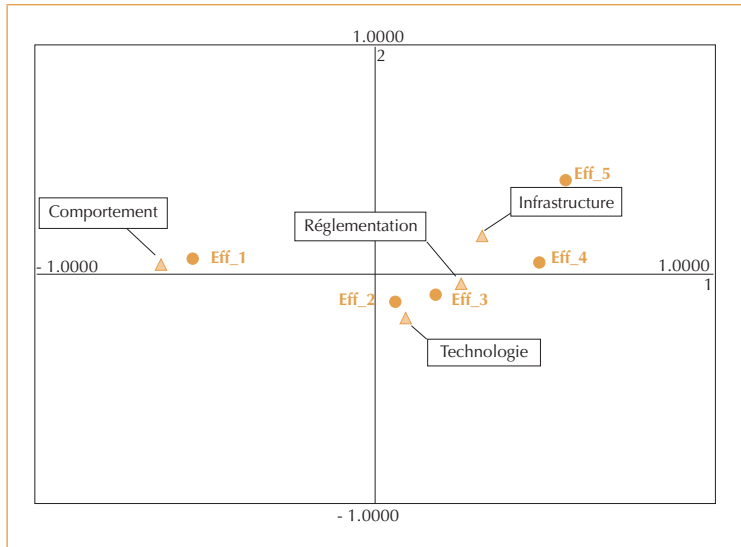 1.0000
2
Eff_5
Infrastructure
Comportement
Réglementation
Eff_1
Eff_4
- 1.0000
1.0000
1
Eff_2
Eff_3
Technologie
- 1.0000